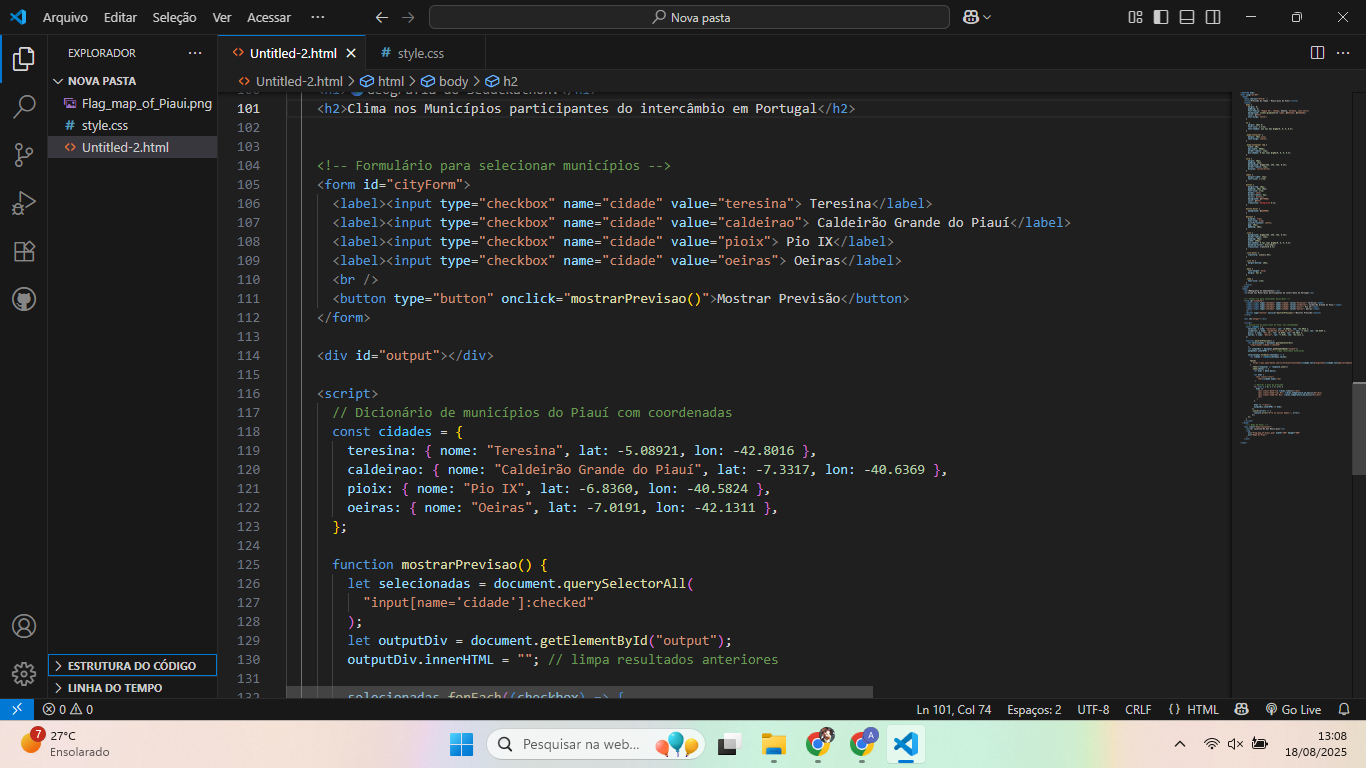 Arquivo Editar Seleção Ver Acessar ···
Nova pasta
EXPLORADOR ···
NOVA PASTA
Flag_map_of_Piaui.png
# style.css
<> Untitled-2.html
ESTRUTURA DO CÓDIGO
LINHA DO TEMPO
<> Untitled-2.html
# style.css
<> Untitled-2.html > html > body > h2
101 <h2>Clima nos Municípios participantes do intercâmbio em Portugal</h2>
102
103
104 <!-- Formulário para selecionar municípios -->
105 <form id="cityForm">
106 <label><input type="checkbox" name="cidade" value="teresina"> Teresina</label>
107 <label><input type="checkbox" name="cidade" value="caldeirao"> Caldeirão Grande do Piauí</label>
108 <label><input type="checkbox" name="cidade" value="pioix"> Pio IX</label>
109 <label><input type="checkbox" name="cidade" value="oeiras"> Oeiras</label>
110 <br />
111 <button type="button" onclick="mostrarPrevisao()">Mostrar Previsão</button>
112 </form>
113
114 <div id="output"></div>
115
116 <script>
117 // Dicionário de municípios do Piauí com coordenadas
118 const cidades = {
119 teresina: { nome: "Teresina", lat: -5.08921, lon: -42.8016 },
120 caldeirao: { nome: "Caldeirão Grande do Piauí", lat: -7.3317, lon: -40.6369 },
121 pioix: { nome: "Pio IX", lat: -6.8360, lon: -40.5824 },
122 oeiras: { nome: "Oeiras", lat: -7.0191, lon: -42.1311 },
123 };
124
125 function mostrarPrevisao() {
126 let selecionadas = document.querySelectorAll(
127 "input[name='cidade']:checked"
128 );
129 let outputDiv = document.getElementById("output");
130 outputDiv.innerHTML = ""; // limpa resultados anteriores
131
132 selecionadas.forEach((checkbox) => {
0 0
Ln 101, Col 74 Espaços: 2 UTF-8 CRLF {} HTML Go Live
7
27°C
Ensolarado
Pesquisar na web...
A
13:08
18/08/2025